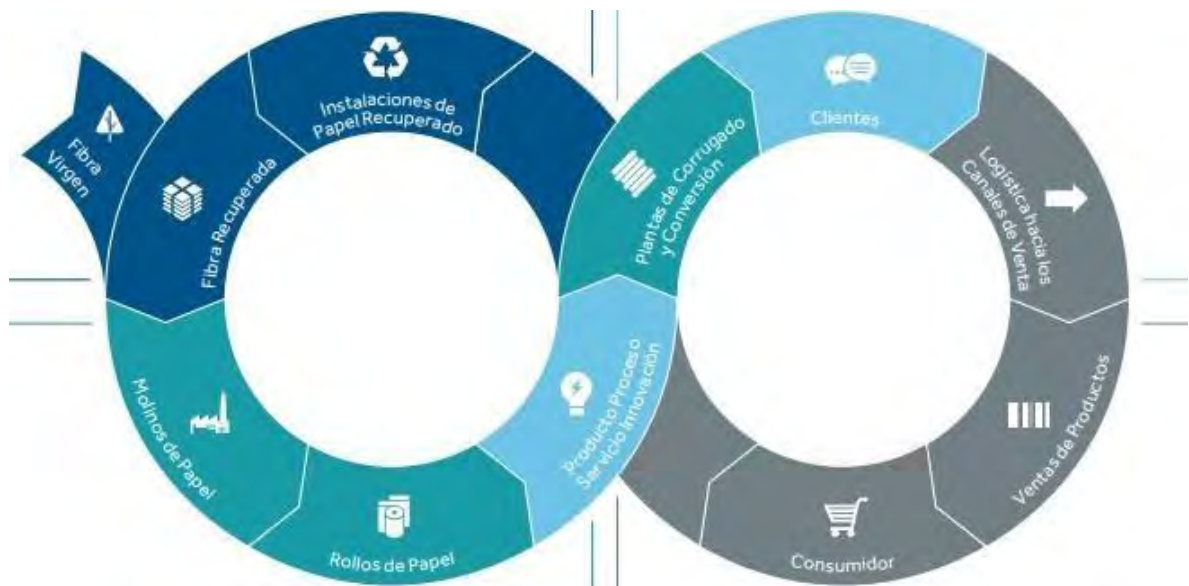 Fibra
Virgen
Fibra Recuperada
Instalaciones de
Papel Recuperado
Plantas de Corrugado
y Conversión
Clientes
Logística hacia los
Canales de Venta
Molinos de Papel
Rollos de Papel
Producto Proceso
Servicio Innovación
Ventas de Productos
Consumidor